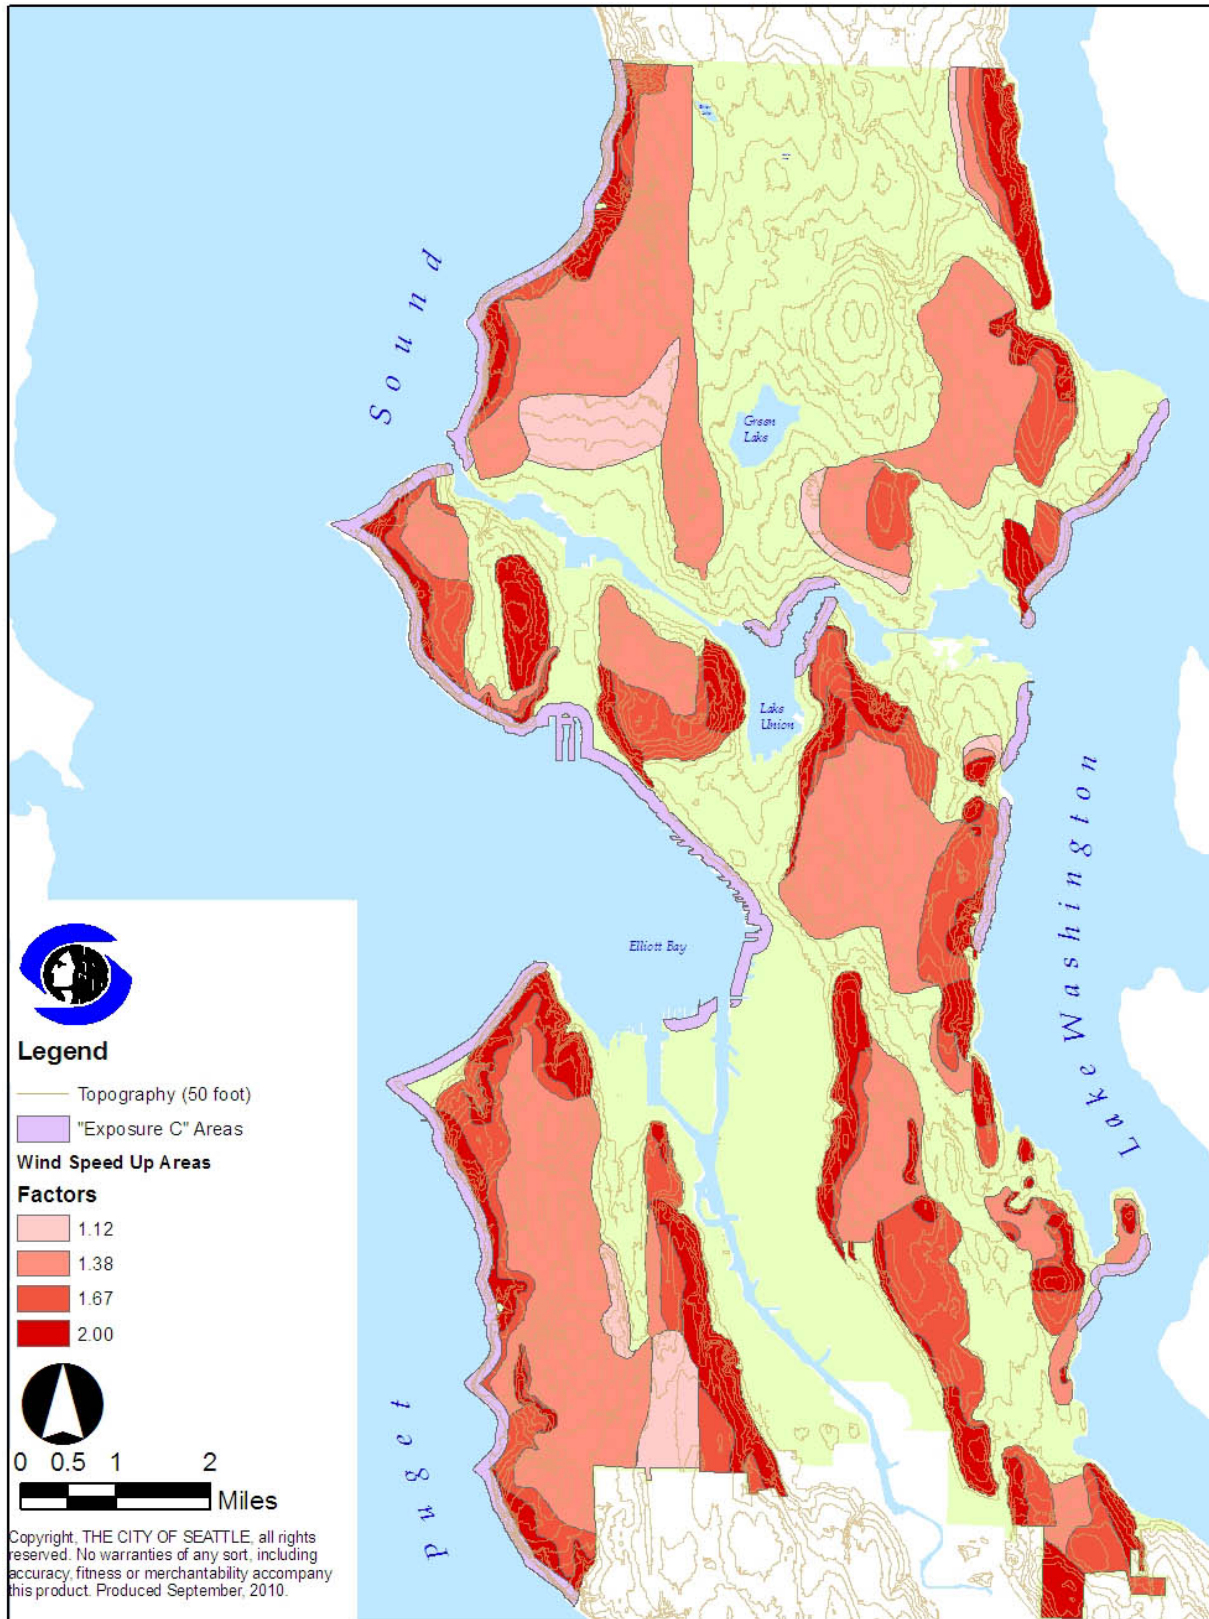 Sound
Green
Lake
Lake
Union
Lake Washington
Elliott Bay
Puget
Legend
Topography (50 foot)
"Exposure C" Areas
Wind Speed Up Areas
Factors
1.12
1.38
1.67
2.00
0 0.5 1 2
Miles
Copyright, THE CITY OF SEATTLE, all rights
reserved. No warranties of any sort, including
accuracy, fitness or merchantability accompany
this product. Produced September, 2010.